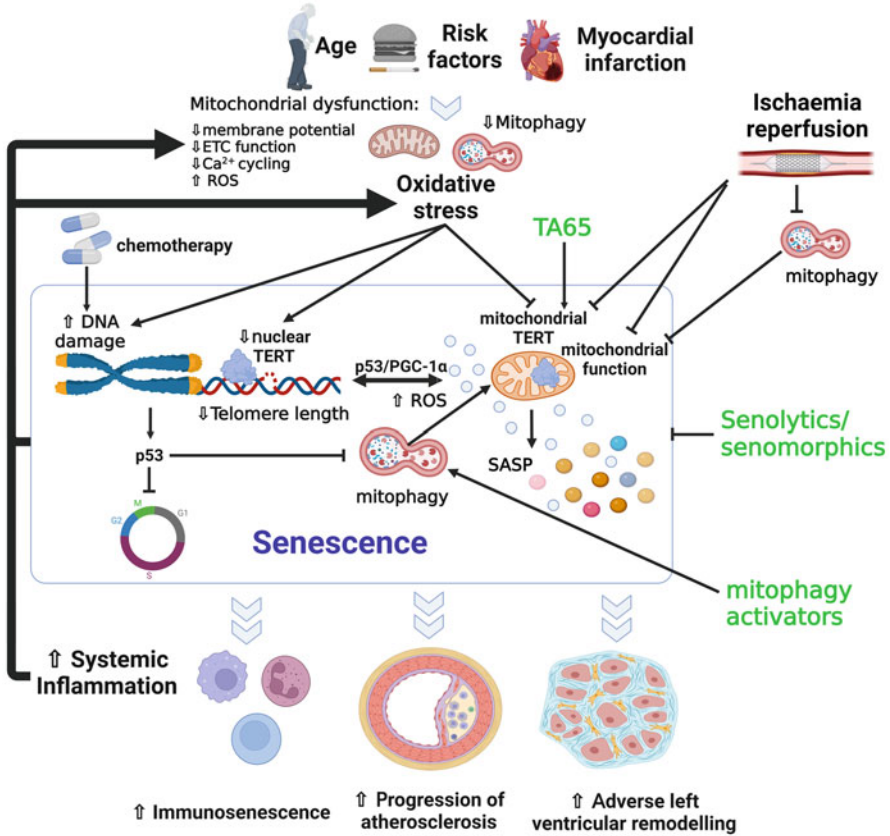 Age
Risk
factors
Myocardial
infarction
Mitochondrial dysfunction:
⇩membrane potential
⇩ETC function
⇩Ca²⁺ cycling
⇧ ROS
⇩Mitophagy
Oxidative
stress
Ischaemia
reperfusion
mitophagy
chemotherapy
TA65
⇧ DNA
damage
⇩nuclear
TERT
⇩Telomere length
p53/PGC-1α
⇧ ROS
mitochondrial
TERT
mitochondrial
function
p53
mitophagy
SASP
M
G1
G2
S
Senescence
Senolytics/
senomorphics
mitophagy
activators
⇧ Systemic
Inflammation
⇧ Immunosenescence
⇧ Progression of
atherosclerosis
⇧ Adverse left
ventricular remodelling